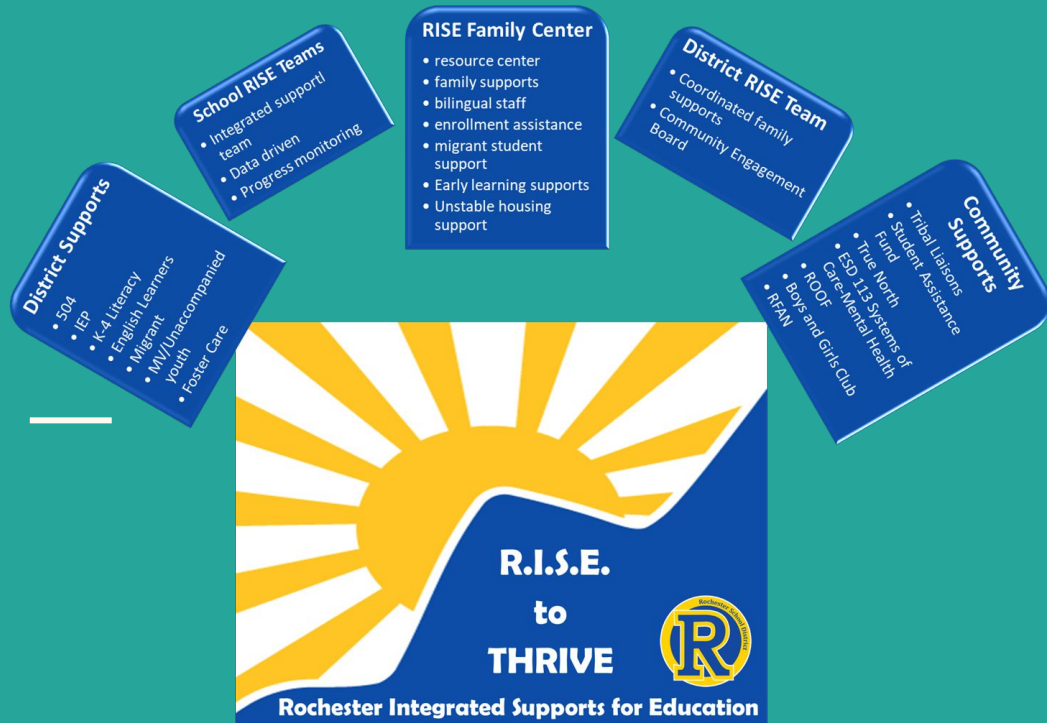 District Supports
• 504
• IEP
• K-4 Literacy
• English Learners
• Migrant
• MV/Unaccompanied
youth
• Foster Care
School RISE Teams
• Integrated supportl
team
• Data driven
• Progress monitoring
RISE Family Center
• resource center
• family supports
• bilingual staff
• enrollment assistance
• migrant student
support
• Early learning supports
• Unstable housing
support
District RISE Team
• Coordinated family
supports
• Community Engagement
Board
Community
Supports
• Tribal Liaisons
• Student Assistance
Fund
• True North
• ESD 113 Systems of
Care-Mental Health
• ROOF
• Boys and Girls Club
• RFAN
R.I.S.E.
to
THRIVE
Rochester School District
R
Rochester Integrated Supports for Education